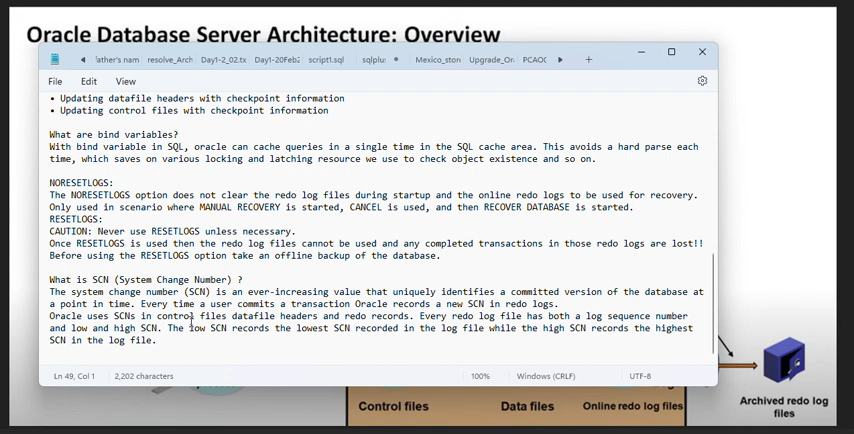 Oracle Database Server Architecture: Overview
'ather's nam resolve_Arch Day1-2_02.tx Day1-20Feb2 script1.sql sqlplu Mexico_stor Upgrade_Or PCAOC
File Edit View
• Updating datafile headers with checkpoint information
• Updating control files with checkpoint information
What are bind variables?
With bind variable in SQL, oracle can cache queries in a single time in the SQL cache area. This avoids a hard parse each
time, which saves on various locking and latching resource we use to check object existence and so on.
NORESETLOGS:
The NORESETLOGS option does not clear the redo log files during startup and the online redo logs to be used for recovery.
Only used in scenario where MANUAL RECOVERY is started, CANCEL is used, and then RECOVER DATABASE is started.
RESETLOGS:
CAUTION: Never use RESETLOGS unless necessary.
Once RESETLOGS is used then the redo log files cannot be used and any completed transactions in those redo logs are lost!!
Before using the RESETLOGS option take an offline backup of the database.
What is SCN (System Change Number) ?
The system change number (SCN) is an ever-increasing value that uniquely identifies a committed version of the database at
a point in time. Every time a user commits a transaction Oracle records a new SCN in redo logs.
Oracle uses SCNs in control files datafile headers and redo records. Every redo log file has both a log sequence number
and low and high SCN. The low SCN records the lowest SCN recorded in the log file while the high SCN records the highest
SCN in the log file.
Ln 49, Col 1 2,202 characters 100% Windows (CRLF) UTF-8
Control files Data files Online redo log files
Archived redo log
files